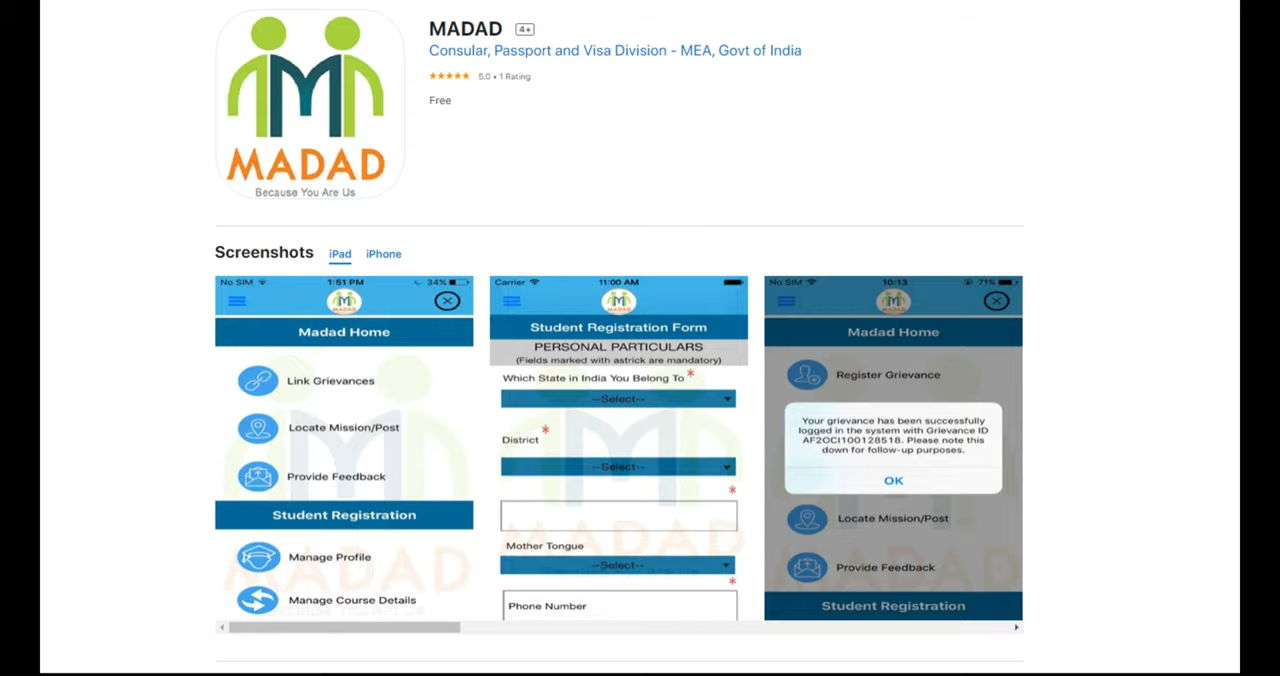 MADAD
Because You Are Us
MADAD 4+
Consular, Passport and Visa Division - MEA, Govt of India
5.0 • 1 Rating
Free
Screenshots iPad iPhone
No SIM 1:51 PM 34%
M
MADAD
Madad Home
Link Grievances
Locate Mission/Post
Provide Feedback
Student Registration
Manage Profile
Manage Course Details
Carrier 11:00 AM
M
MADAD
Student Registration Form
PERSONAL PARTICULARS
(Fields marked with astrick are mandatory)
Which State in India You Belong To *
--Select--
District *
--Select--
*
Mother Tongue
--Select--
*
Phone Number
No SIM 10:13 71%
M
MADAD
Madad Home
Register Grievance
Your grievance has been successfully
logged in the system with Grievance ID
AF2OCI100128518. Please note this
down for follow-up purposes.
OK
Locate Mission/Post
Provide Feedback
Student Registration